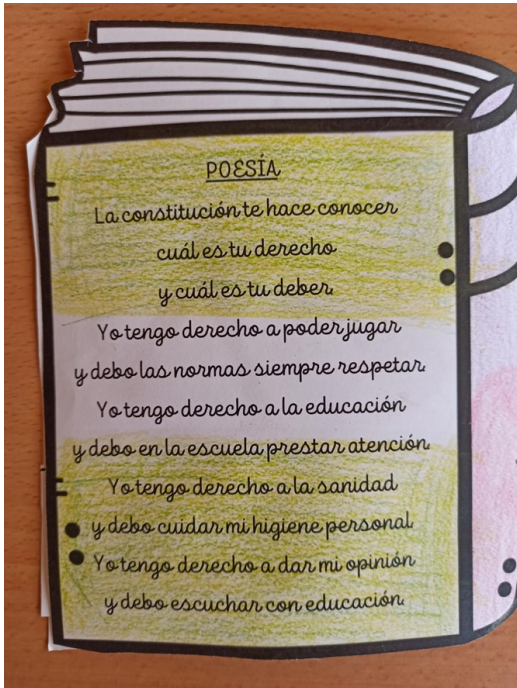 POESÍA
La constitución te hace conocer
cuál es tu derecho
y cuál es tu deber.
Yo tengo derecho a poder jugar
y debo las normas siempre respetar.
Yo tengo derecho a la educación
y debo en la escuela prestar atención.
Yo tengo derecho a la sanidad
y debo cuidar mi higiene personal.
Yo tengo derecho a dar mi opinión
y debo escuchar con educación.